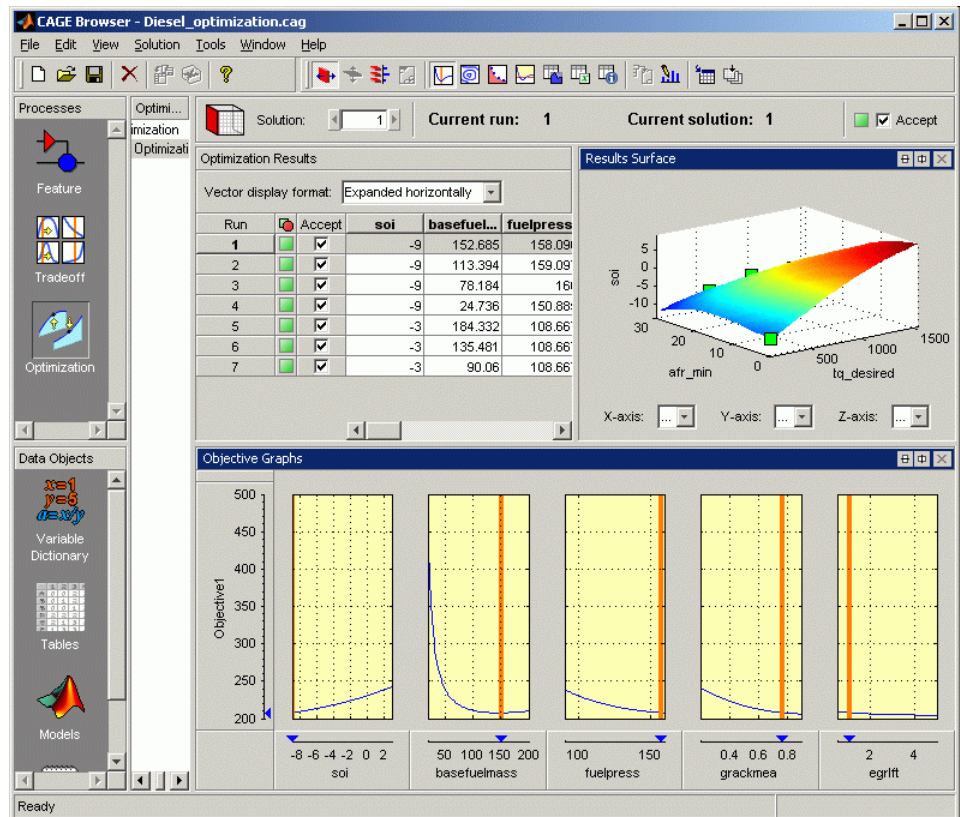 CAGE Browser - Diesel_optimization.cag
File Edit View Solution Tools Window Help
Processes
Feature
Tradeoff
Optimization
Optimi...
imization
Optimizati
Solution: 1 Current run: 1 Current solution: 1 Accept
Optimization Results
Vector display format: Expanded horizontally
Run Accept soi basefuel... fuelpress
1 -9 152.685 158.09
2 -9 113.394 159.09
3 -9 78.184 16
4 -9 24.736 150.88
5 -3 184.332 108.66
6 -3 135.481 108.66
7 -3 90.06 108.66
Results Surface
soi
5
0
-5
-10
30
20
10
0
500
1000
1500
afr_min
tq_desired
X-axis: ... Y-axis: ... Z-axis: ...
Data Objects
x=1
y=5
a=x/y
Variable
Dictionary
Tables
Models
Objective Graphs
Objective1
500
450
400
350
300
250
200
-8 -6 -4 -2 0 2
soi
50 100 150 200
basefuelmass
100 150
fuelpress
0.4 0.6 0.8
grackmea
2 4
egrlft
Ready